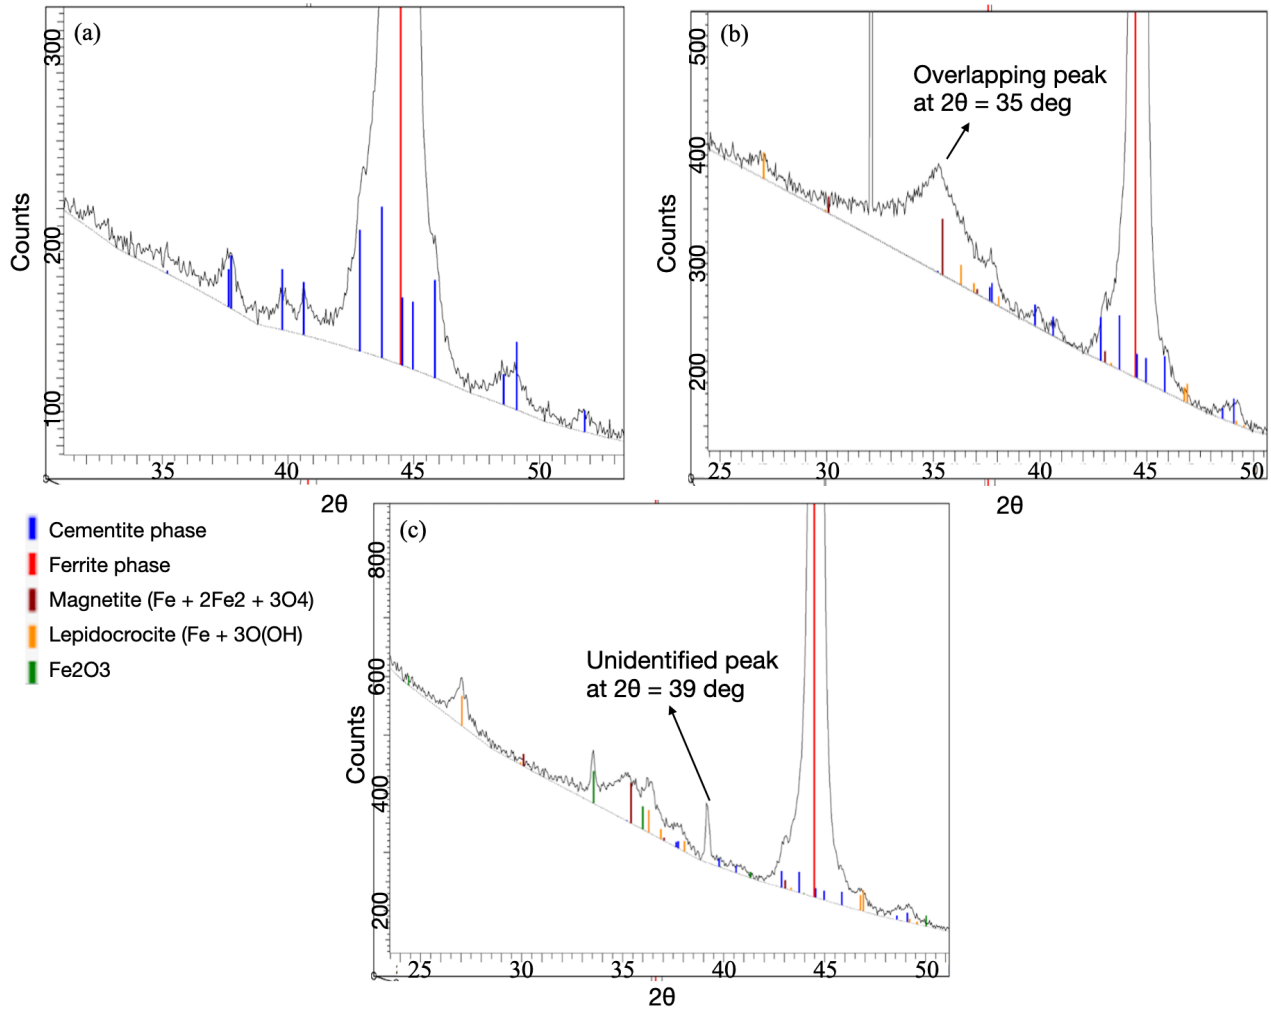 (a)
300
200
100
Counts
35 40 45 50
2θ
(b)
Overlapping peak
at 2θ = 35 deg
500
400
300
200
Counts
25 30 35 40 45 50
2θ
Cementite phase
Ferrite phase
Magnetite (Fe + 2Fe2 + 3O4)
Lepidocrocite (Fe + 3O(OH)
Fe2O3
(c)
Unidentified peak
at 2θ = 39 deg
800
600
400
200
Counts
25 30 35 40 45 50
2θ